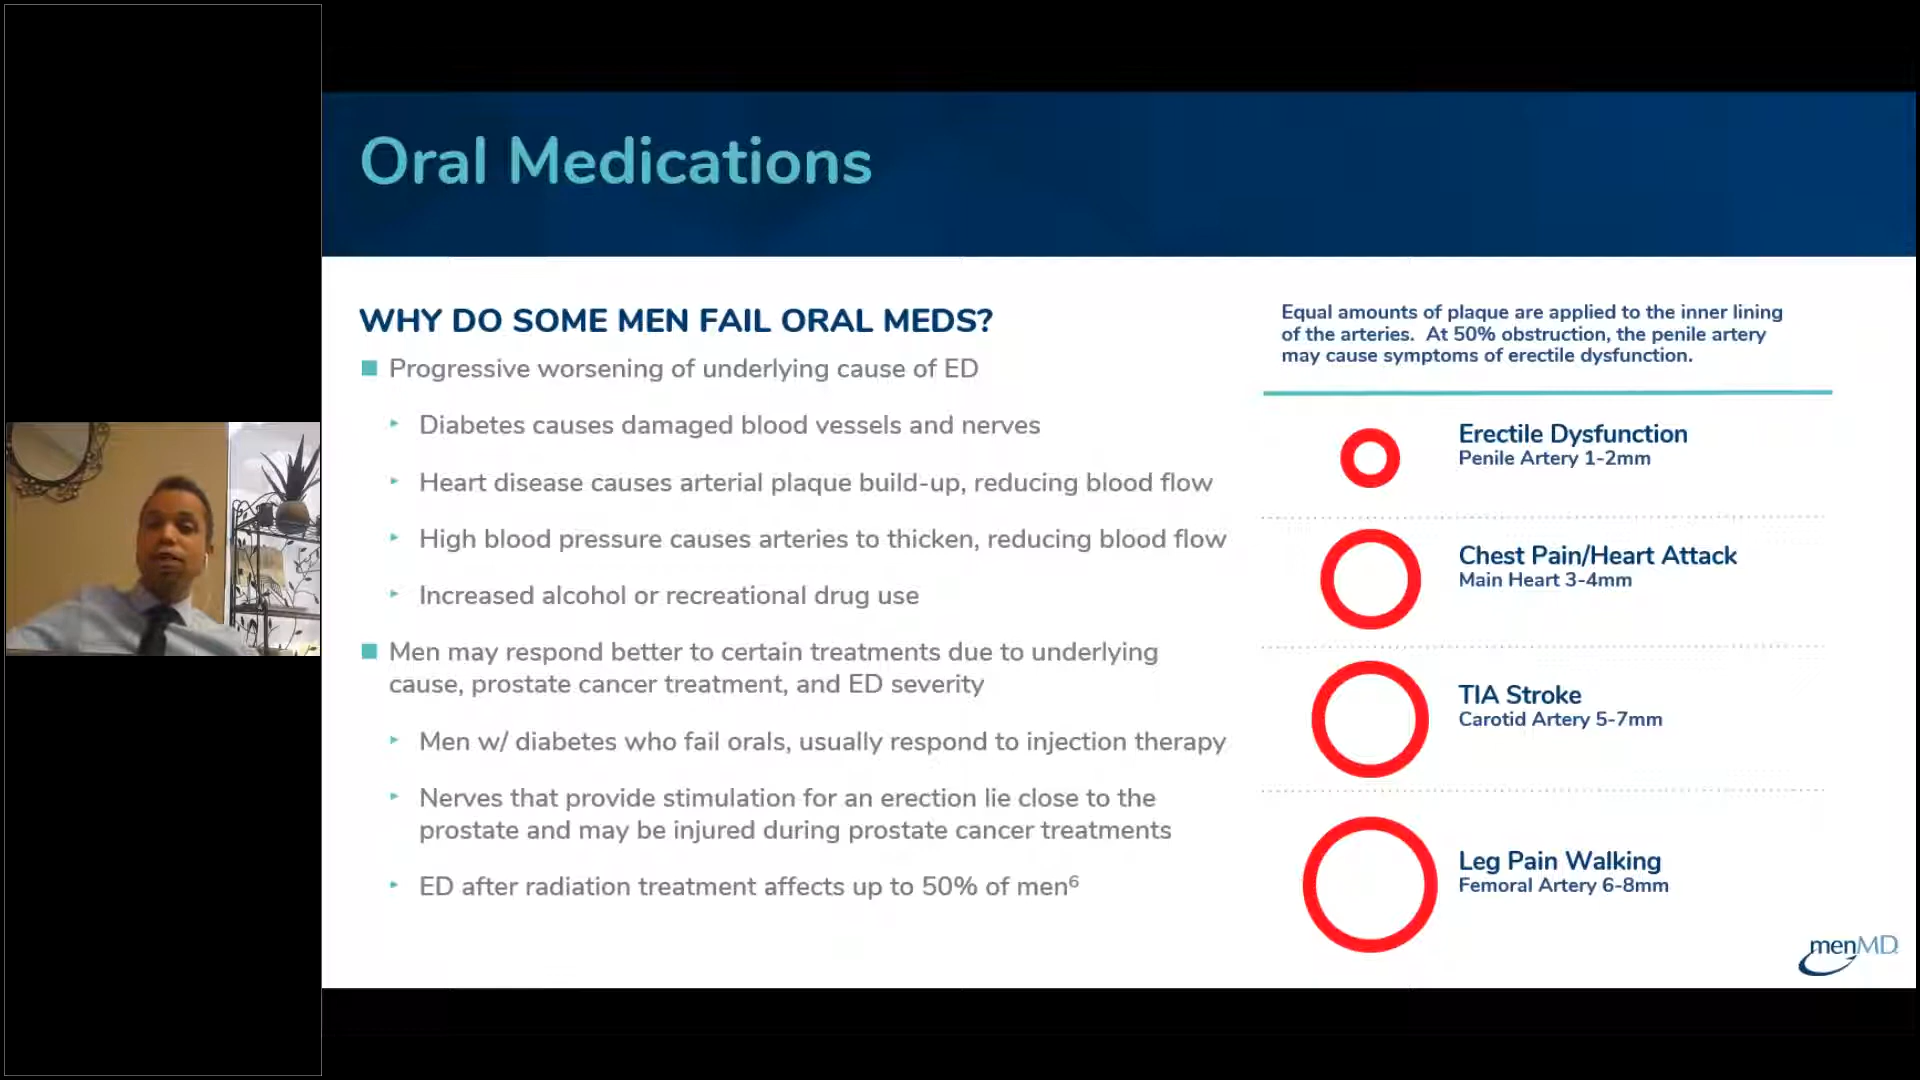 Oral Medications
WHY DO SOME MEN FAIL ORAL MEDS?
Progressive worsening of underlying cause of ED
Diabetes causes damaged blood vessels and nerves
Heart disease causes arterial plaque build-up, reducing blood flow
High blood pressure causes arteries to thicken, reducing blood flow
Increased alcohol or recreational drug use
Men may respond better to certain treatments due to underlying
cause, prostate cancer treatment, and ED severity
Men w/ diabetes who fail orals, usually respond to injection therapy
Nerves that provide stimulation for an erection lie close to the
prostate and may be injured during prostate cancer treatments
ED after radiation treatment affects up to 50% of men⁶
Equal amounts of plaque are applied to the inner lining
of the arteries. At 50% obstruction, the penile artery
may cause symptoms of erectile dysfunction.
Erectile Dysfunction
Penile Artery 1-2mm
Chest Pain/Heart Attack
Main Heart 3-4mm
TIA Stroke
Carotid Artery 5-7mm
Leg Pain Walking
Femoral Artery 6-8mm
menMD